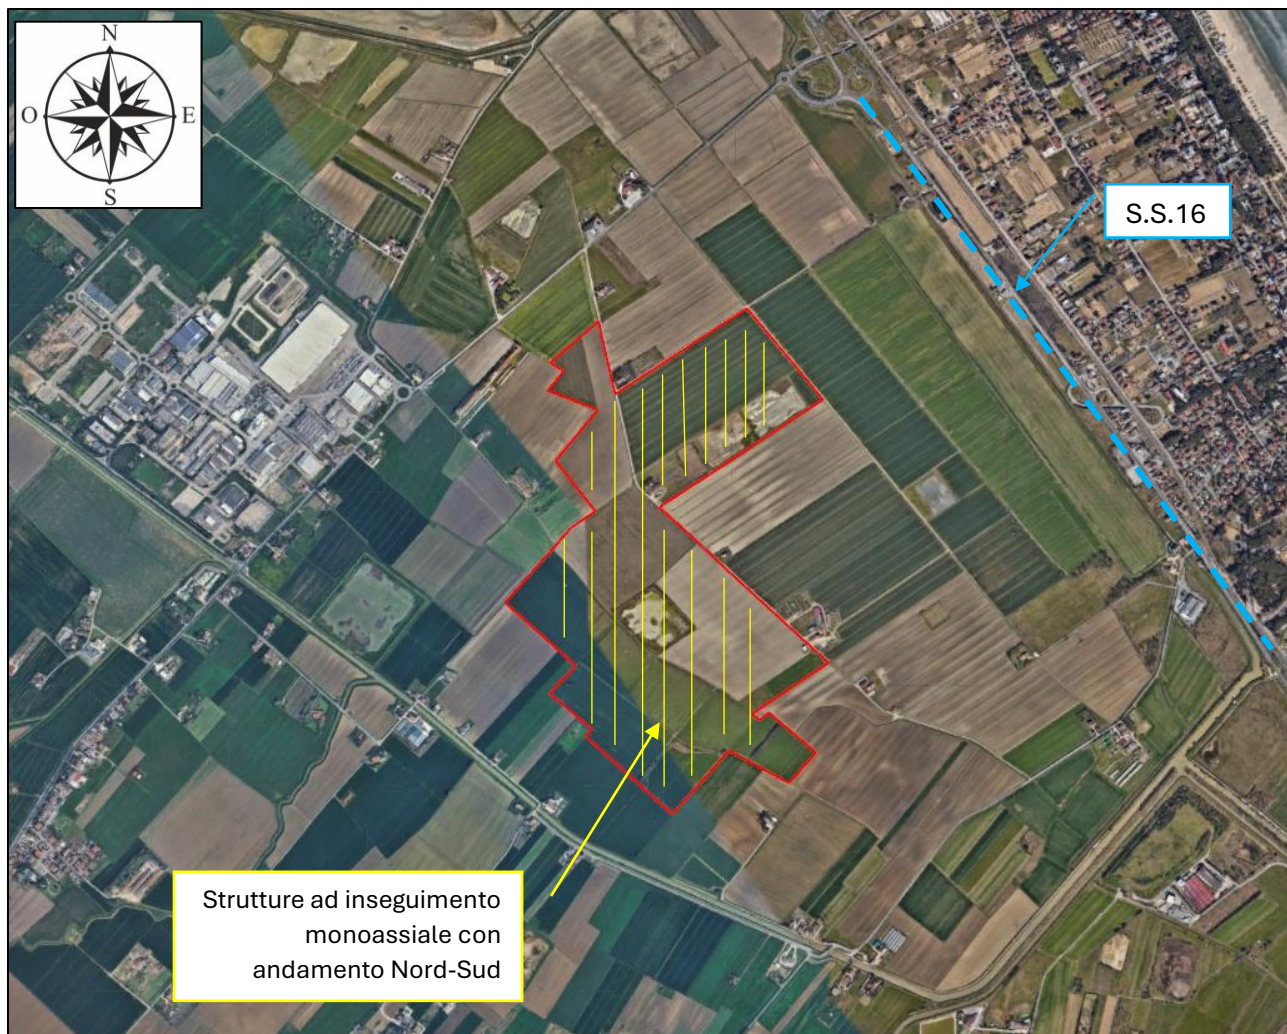 N
O
E
S
S.S.16
Strutture ad inseguimento
monoassiale con
andamento Nord-Sud